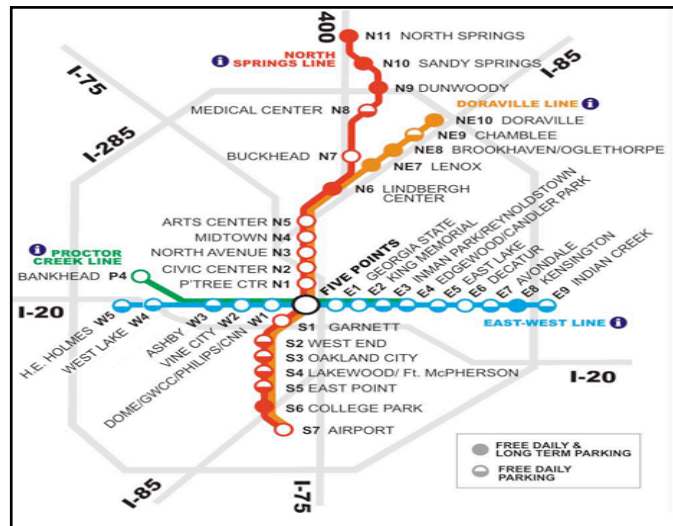 400
N11 NORTH SPRINGS
NORTH
SPRINGS LINE
N10 SANDY SPRINGS
I-85
I-75
N9 DUNWOODY
MEDICAL CENTER N8
DORAVILLE LINE
NE10 DORAVILLE
NE9 CHAMBLEE
I-285
NE8 BROOKHAVEN/OGLETHORPE
BUCKHEAD N7
NE7 LENOX
N6 LINDBERGH
CENTER
ARTS CENTER N5
MIDTOWN N4
NORTH AVENUE N3
CIVIC CENTER N2
P'TREE CTR N1
PROCTOR
CREEK LINE
BANKHEAD P4
FIVE POINTS
GEORGIA STATE
KING MEMORIAL
INMAN PARK/REYNOLDSTOWN
EDGEWOOD/CANDLER PARK
EAST LAKE
DECATUR
AVONDALE
KENSINGTON
INDIAN CREEK
I-20
E1
E2
E3
E4
E5
E6
E7
E8
E9
H.E. HOLMES W5
WEST LAKE W4
ASHBY W3
VINE CITY W2
DOME/GWCC/PHILIPS/CNN W1
EAST-WEST LINE
S1 GARNETT
S2 WEST END
S3 OAKLAND CITY
S4 LAKEWOOD/ Ft. McPHERSON
S5 EAST POINT
S6 COLLEGE PARK
S7 AIRPORT
I-20
I-85
I-75
FREE DAILY &
LONG TERM PARKING
FREE DAILY
PARKING